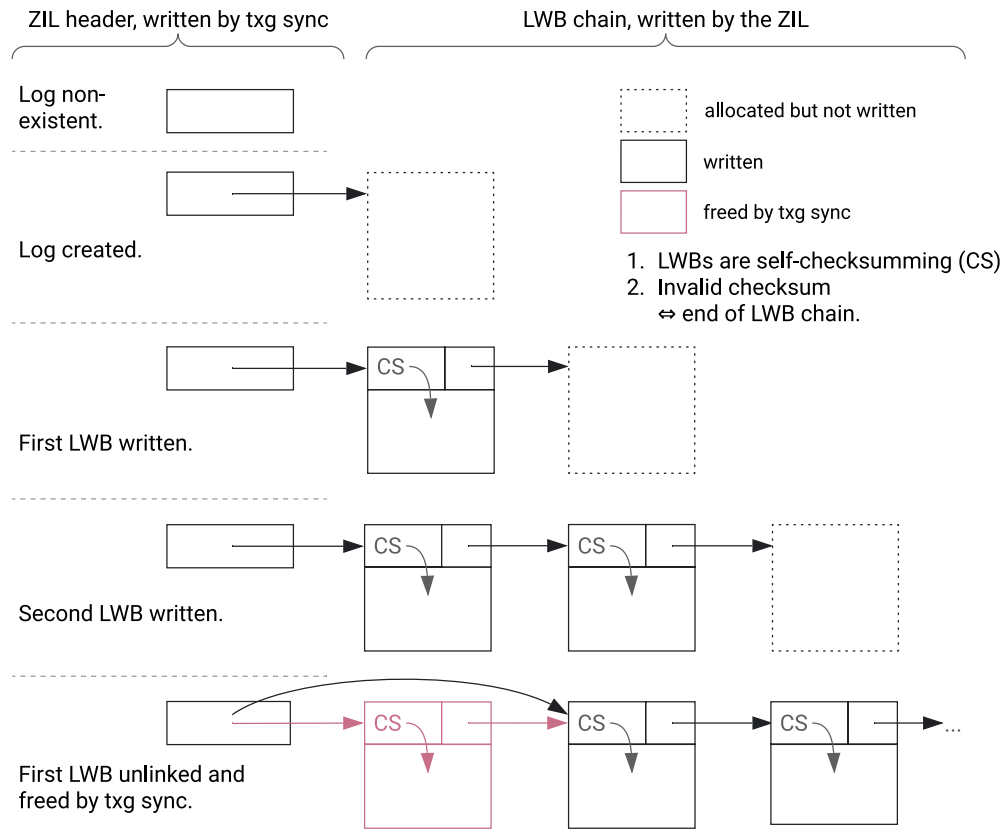 ZIL header, written by txg sync
LWB chain, written by the ZIL
Log non-
existent.
allocated but not written
written
freed by txg sync
Log created.
1. LWBs are self-checksumming (CS)
2. Invalid checksum
⇔ end of LWB chain.
CS
First LWB written.
CS
CS
Second LWB written.
CS
CS
CS
...
First LWB unlinked and
freed by txg sync.